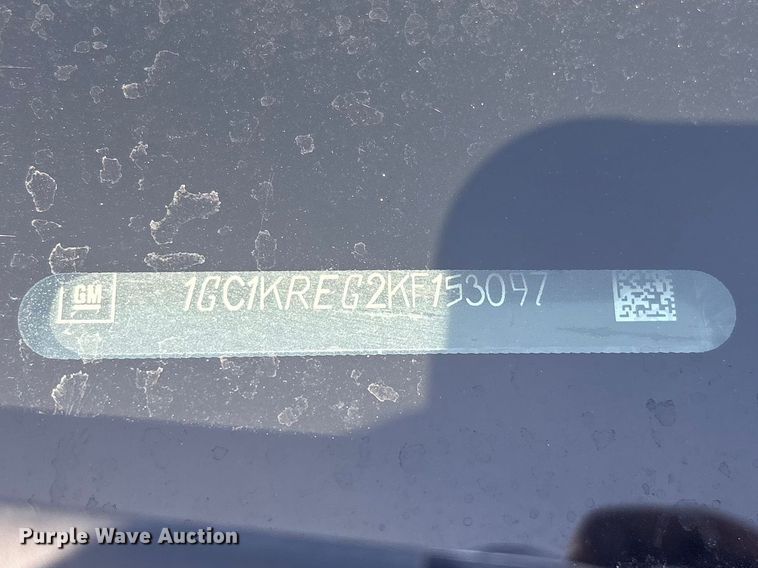 GM
1GC1KREG2KF153097
Purple Wave Auction®